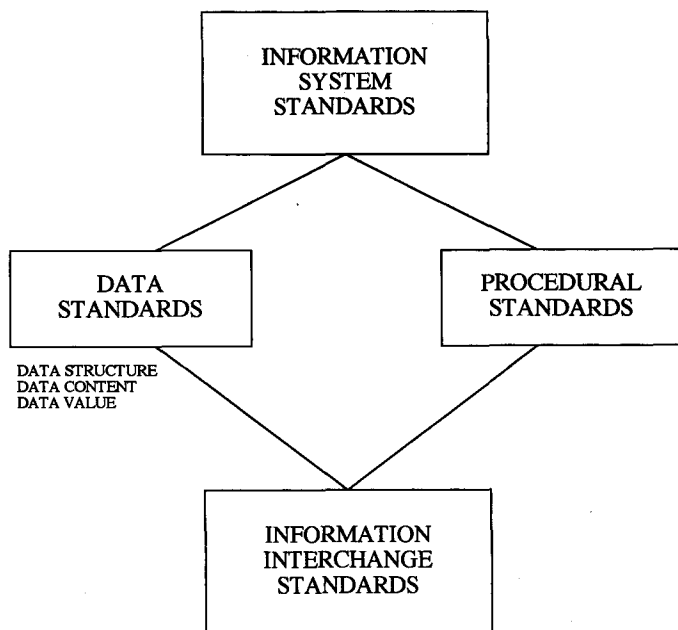 INFORMATION
SYSTEM
STANDARDS
DATA
STANDARDS
PROCEDURAL
STANDARDS
DATA STRUCTURE
DATA CONTENT
DATA VALUE
INFORMATION
INTERCHANGE
STANDARDS